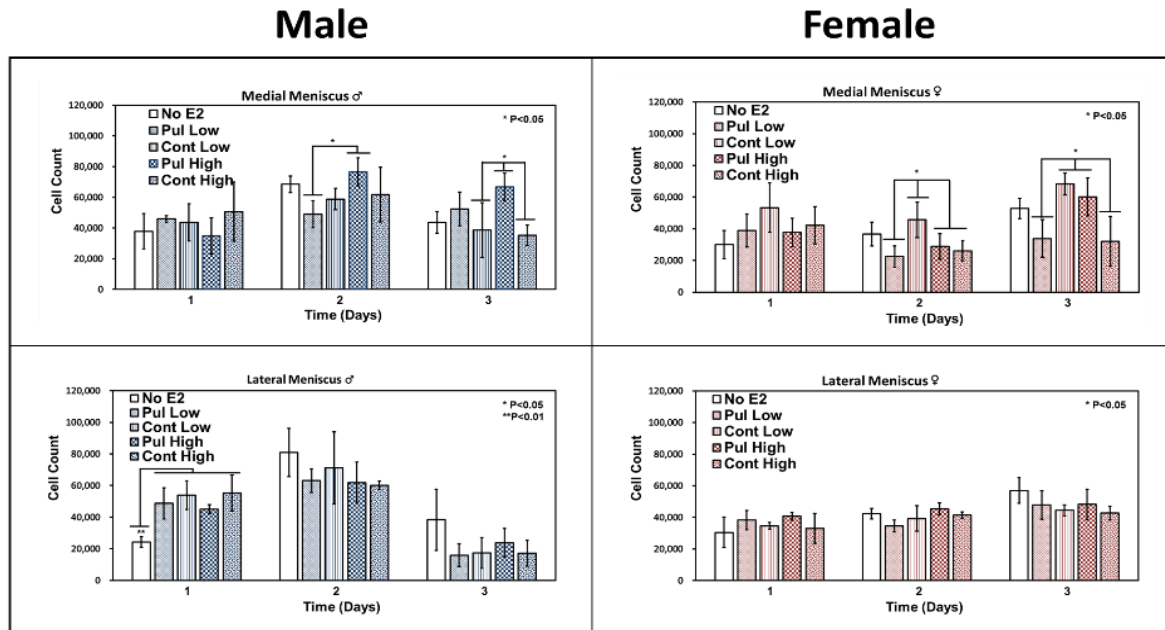 Male
Female
Medial Meniscus ♂
120,000
100,000
80,000
60,000
40,000
20,000
0
Cell Count
No E2
Pul Low
Cont Low
Pul High
Cont High
* P<0.05
*
*
1
2
3
Time (Days)
Medial Meniscus ♀
120,000
100,000
80,000
60,000
40,000
20,000
0
Cell Count
No E2
Pul Low
Cont Low
Pul High
Cont High
* P<0.05
*
*
1
2
3
Time (Days)
Lateral Meniscus ♂
120,000
100,000
80,000
60,000
40,000
20,000
0
Cell Count
No E2
Pul Low
Cont Low
Pul High
Cont High
* P<0.05
**P<0.01
**
1
2
3
Time (Days)
Lateral Meniscus ♀
120,000
100,000
80,000
60,000
40,000
20,000
0
Cell Count
No E2
Pul Low
Cont Low
Pul High
Cont High
* P<0.05
1
2
3
Time (Days)